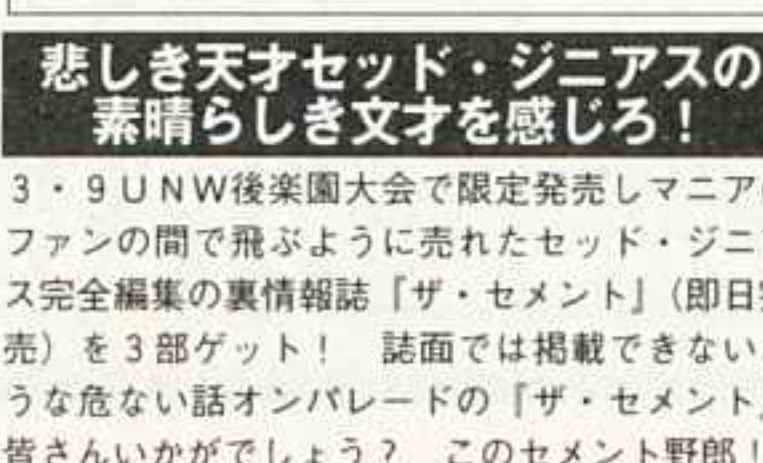 悲しき天才セッド・ジニアスの
素晴らしき文才を感じろ！
3・9UNW後楽園大会で限定発売しマニアの
ファンの間で飛ぶように売れたセッド・ジニア
ス完全編集の裏情報誌『ザ・セメント』（即日完
売）を3部ゲット！　誌面では掲載できない
うな危ない話オンパレードの『ザ・セメント』
皆さんいかがでしょう？　このセメント野郎！